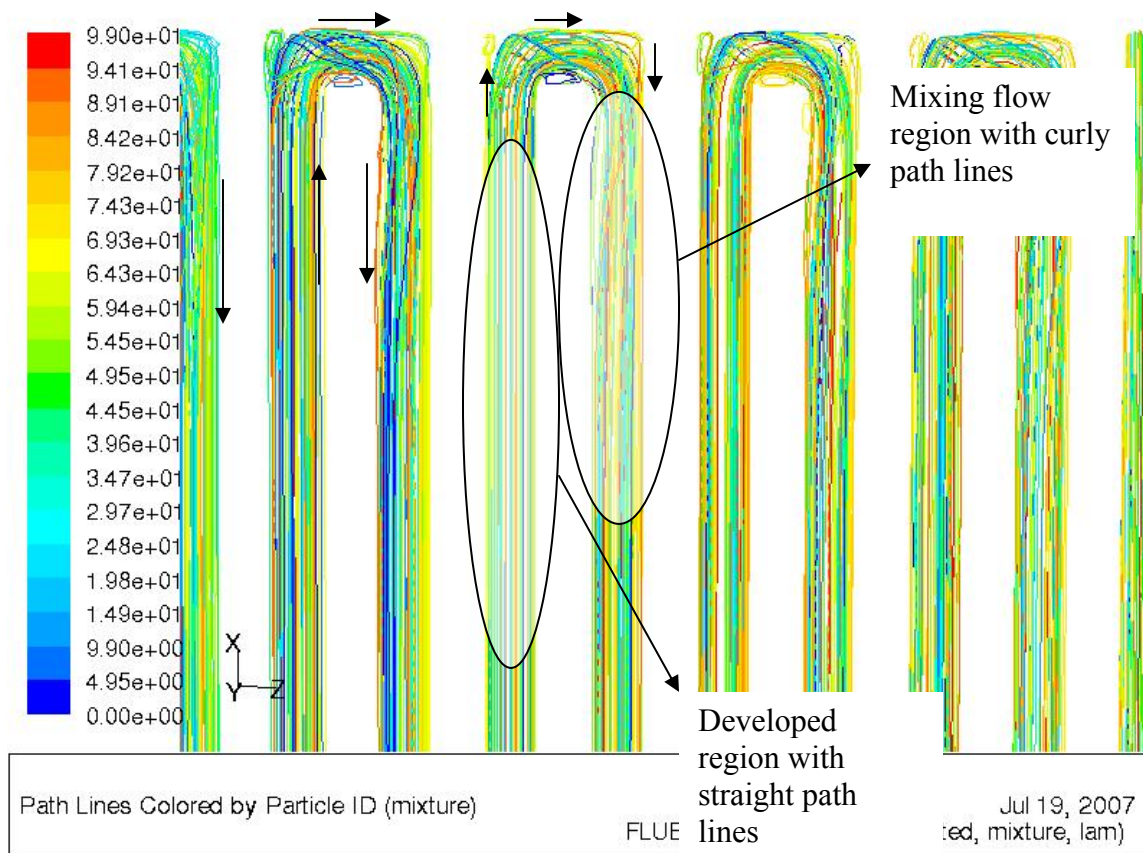 9.90e+01
9.41e+01
8.91e+01
8.42e+01
7.92e+01
7.43e+01
6.93e+01
6.43e+01
5.94e+01
5.45e+01
4.95e+01
4.45e+01
3.96e+01
3.47e+01
2.97e+01
2.48e+01
1.98e+01
1.49e+01
9.90e+00
4.95e+00
0.00e+00
X
Y
Z
Mixing flow
region with curly
path lines
Developed
region with
straight path
lines
Path Lines Colored by Particle ID (mixture)
Jul 19, 2007
FLUE
ted, mixture, lam)